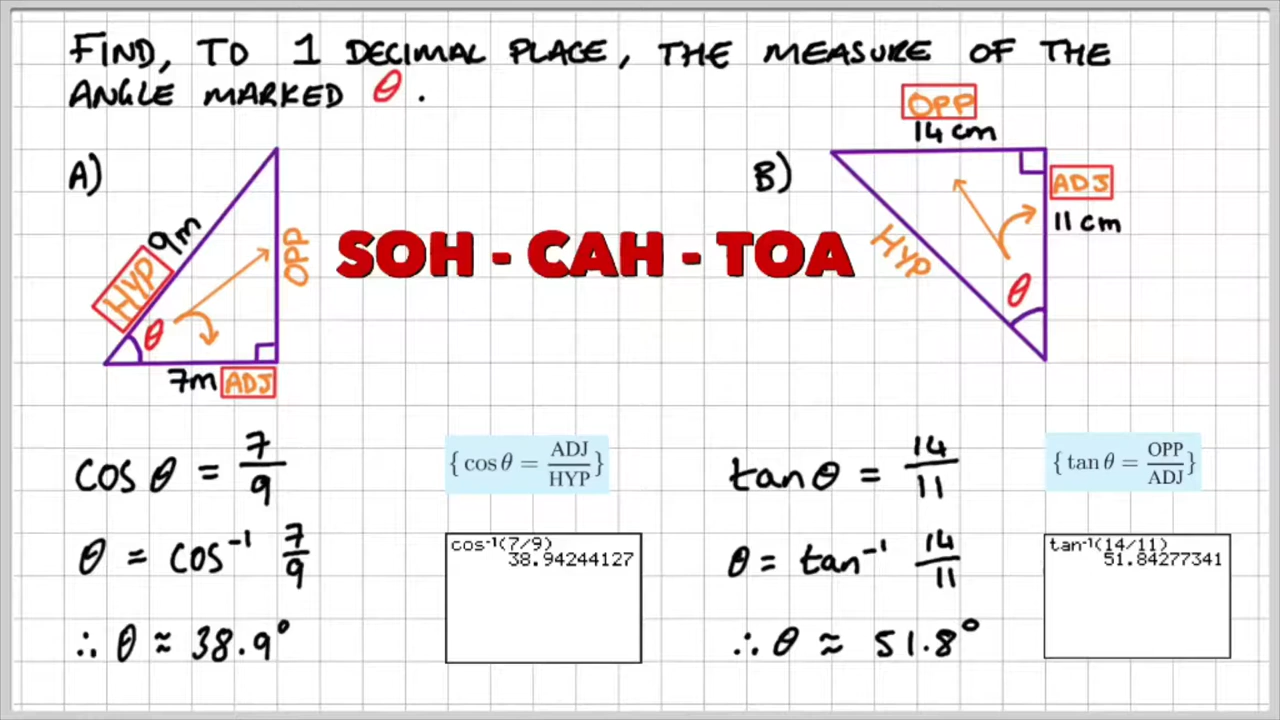 FIND, TO 1 DECIMAL PLACE, THE MEASURE OF THE
ANGLE MARKED θ.
A)
9m
HYP
OPP
θ
7m ADJ
SOH - CAH - TOA
B)
OPP
14 cm
ADJ
11 cm
HYP
θ
cos θ = 7/9
{ cos θ = ADJ/HYP }
θ = cos⁻¹ 7/9
cos⁻¹(7/9)
38.94244127
∴ θ ≈ 38.9°
tan θ = 14/11
{ tan θ = OPP/ADJ }
θ = tan⁻¹ 14/11
tan⁻¹(14/11)
51.84277341
∴ θ ≈ 51.8°